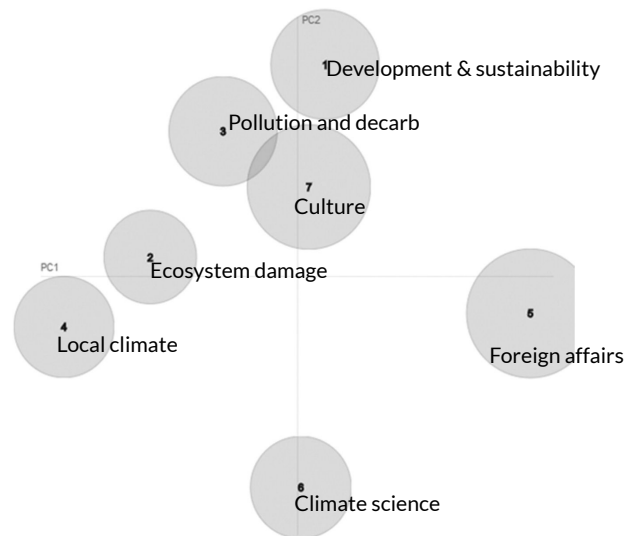 PC2
1
Development & sustainability
3
Pollution and decarb
7
Culture
2
Ecosystem damage
PC1
4
Local climate
5
Foreign affairs
6
Climate science